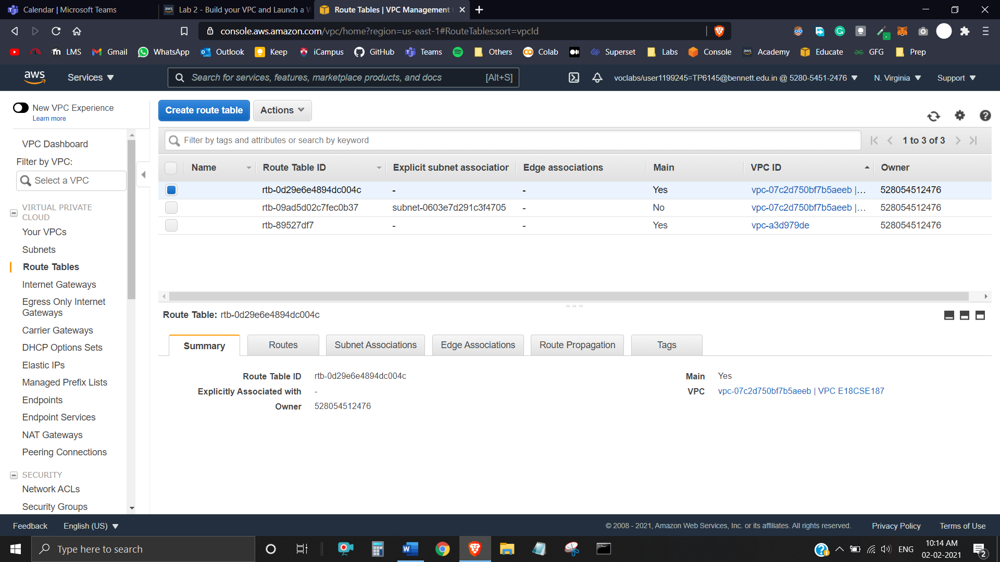 Calendar | Microsoft Teams
Lab 2 - Build your VPC and Launch a W
Route Tables | VPC Management
console.aws.amazon.com/vpc/home?region=us-east-1#RouteTables:sort=vpcId
LMS Gmail WhatsApp Outlook Keep iCampus GitHub Teams Others Colab Superset Labs Console Academy Educate GFG Prep
aws Services Search for services, features, marketplace products, and docs [Alt+S] voclabs/user1199245=TP6145@bennett.edu.in @ 5280-5451-2476 N. Virginia Support
New VPC Experience
Learn more
Create route table Actions
VPC Dashboard
Filter by VPC:
Select a VPC
VIRTUAL PRIVATE
CLOUD
Your VPCs
Subnets
Route Tables
Internet Gateways
Egress Only Internet
Gateways
Carrier Gateways
DHCP Options Sets
Elastic IPs
Managed Prefix Lists
Endpoints
Endpoint Services
NAT Gateways
Peering Connections
SECURITY
Network ACLs
Security Groups
Filter by tags and attributes or search by keyword
1 to 3 of 3
Name Route Table ID Explicit subnet association Edge associations Main VPC ID Owner
rtb-0d29e6e4894dc004c - - Yes vpc-07c2d750bf7b5aeeb |... 528054512476
rtb-09ad5d02c7fec0b37 subnet-0603e7d291c3f4705 - No vpc-07c2d750bf7b5aeeb |... 528054512476
rtb-89527df7 - - Yes vpc-a3d979de 528054512476
Route Table: rtb-0d29e6e4894dc004c
Summary Routes Subnet Associations Edge Associations Route Propagation Tags
Route Table ID rtb-0d29e6e4894dc004c Main Yes
Explicitly Associated with - VPC vpc-07c2d750bf7b5aeeb | VPC E18CSE187
Owner 528054512476
Feedback English (US) © 2008 - 2021, Amazon Web Services, Inc. or its affiliates. All rights reserved. Privacy Policy Terms of Use
Type here to search
ENG
10:14 AM
02-02-2021
2